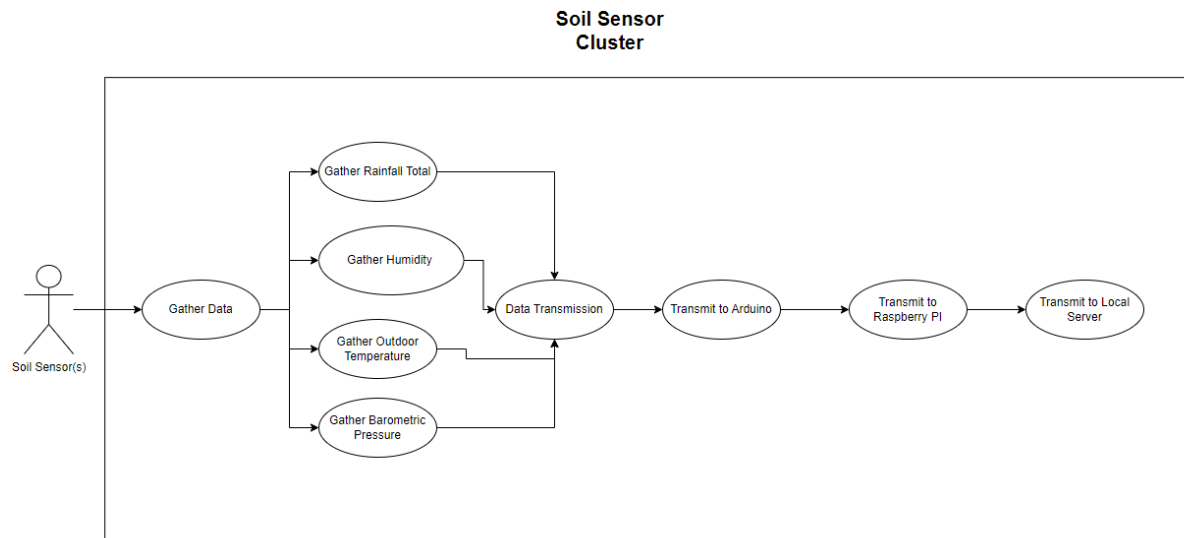 Soil Sensor
Cluster
Gather Rainfall Total
Gather Humidity
Soil Sensor(s)
Gather Data
Gather Outdoor
Temperature
Gather Barometric
Pressure
Data Transmission
Transmit to Arduino
Transmit to
Raspberry PI
Transmit to Local
Server